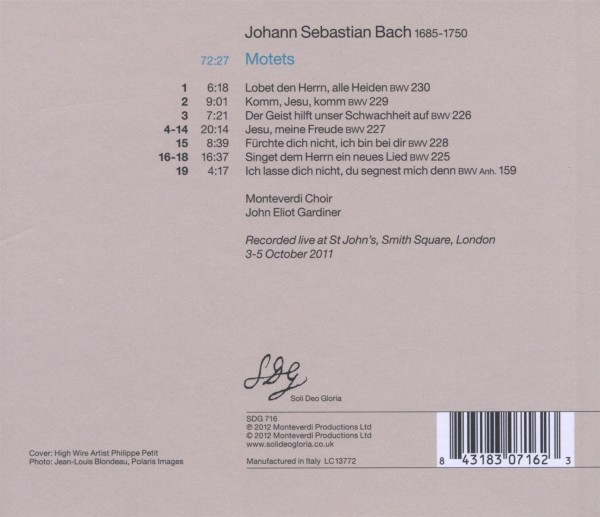 Johann Sebastian Bach 1685-1750
72:27 Motets
1 6:18 Lobet den Herrn, alle Heiden BWV 230
2 9:01 Komm, Jesu, komm BWV 229
3 7:21 Der Geist hilft unser Schwachheit auf BWV 226
4-14 20:14 Jesu, meine Freude BWV 227
15 8:39 Fürchte dich nicht, ich bin bei dir BWV 228
16-18 16:37 Singet dem Herrn ein neues Lied BWV 225
19 4:17 Ich lasse dich nicht, du segnest mich denn BWV Anh. 159
Monteverdi Choir
John Eliot Gardiner
Recorded live at St John's, Smith Square, London
3-5 October 2011
SDG
Soli Deo Gloria
SDG 716
℗ 2012 Monteverdi Productions Ltd
© 2012 Monteverdi Productions Ltd
www.solideogloria.co.uk
Manufactured in Italy LC13772
Cover: High Wire Artist Philippe Petit
Photo: Jean-Louis Blondeau, Polaris Images
8 43183 07162 3